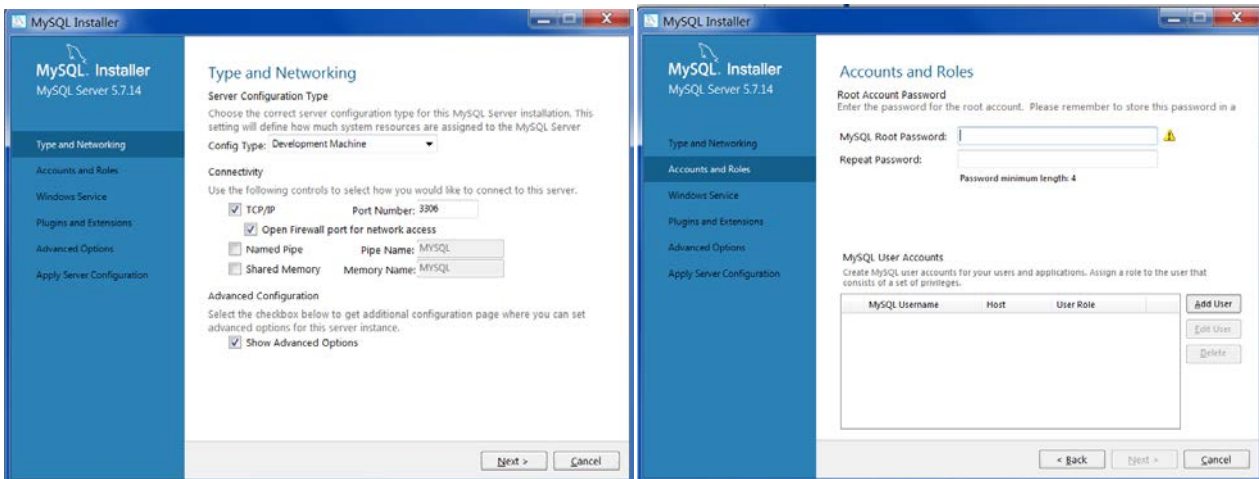 MySQL Installer
MySQL. Installer
MySQL Server 5.7.14
Type and Networking
Accounts and Roles
Windows Service
Plugins and Extensions
Advanced Options
Apply Server Configuration
Type and Networking
Server Configuration Type
Choose the correct server configuration type for this MySQL Server installation. This
setting will define how much system resources are assigned to the MySQL Server
Config Type: Development Machine
Connectivity
Use the following controls to select how you would like to connect to this server.
TCP/IP Port Number: 3306
Open Firewall port for network access
Named Pipe Pipe Name: MYSQL
Shared Memory Memory Name: MYSQL
Advanced Configuration
Select the checkbox below to get additional configuration page where you can set
advanced options for this server instance.
Show Advanced Options
Next > Cancel
MySQL Installer
MySQL. Installer
MySQL Server 5.7.14
Type and Networking
Accounts and Roles
Windows Service
Plugins and Extensions
Advanced Options
Apply Server Configuration
Accounts and Roles
Root Account Password
Enter the password for the root account. Please remember to store this password in a
MySQL Root Password:
Repeat Password:
Password minimum length: 4
MySQL User Accounts
Create MySQL user accounts for your users and applications. Assign a role to the user that
consists of a set of privileges.
MySQL Username Host User Role
Add User
Edit User
Delete
< Back Next > Cancel